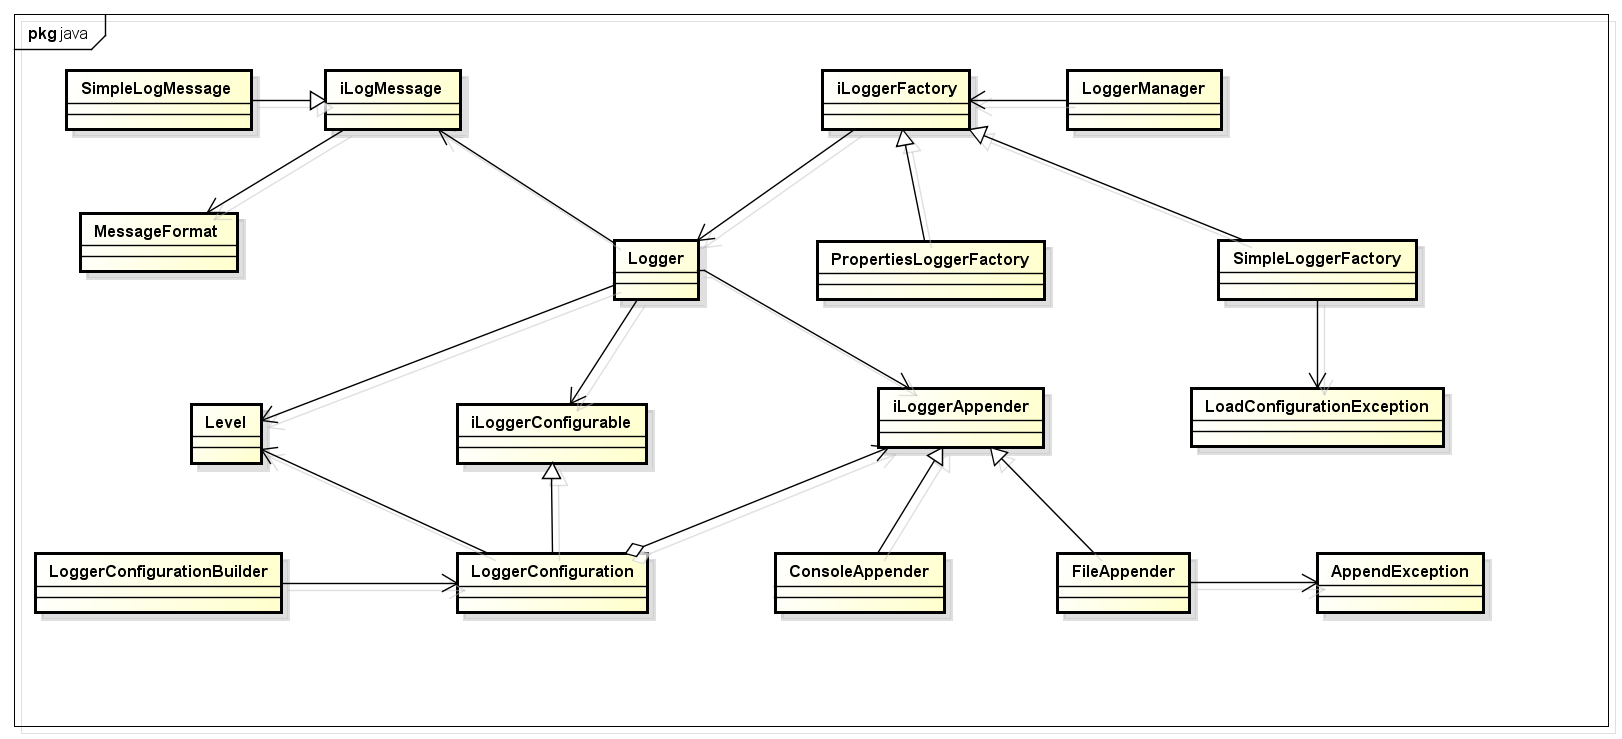 pkg java
SimpleLogMessage
iLogMessage
iLoggerFactory
LoggerManager
MessageFormat
Logger
PropertiesLoggerFactory
SimpleLoggerFactory
Level
iLoggerConfigurable
iLoggerAppender
LoadConfigurationException
LoggerConfigurationBuilder
LoggerConfiguration
ConsoleAppender
FileAppender
AppendException